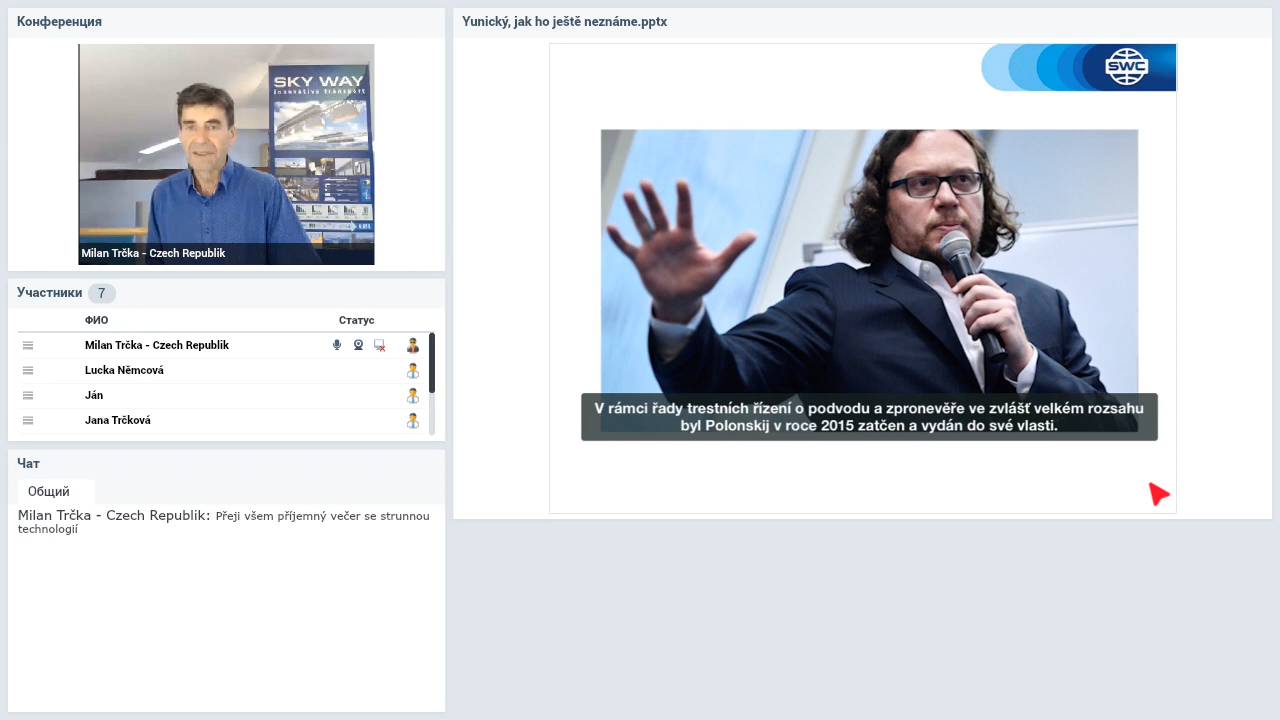 Конференция
SKY WAY
innovative transport
Milan Trčka - Czech Republik
Участники 7
ФИО Статус
Milan Trčka - Czech Republik
Lucka Němcová
Ján
Jana Trčková
Чат
Общий
Milan Trčka - Czech Republik: Přeji všem příjemný večer se strunnou
technologií
Yunický, jak ho ještě neznáme.pptx
SWC
V rámci řady trestních řízení o podvodu a zpronevěře ve zvlášť velkém rozsahu
byl Polonskij v roce 2015 zatčen a vydán do své vlasti.